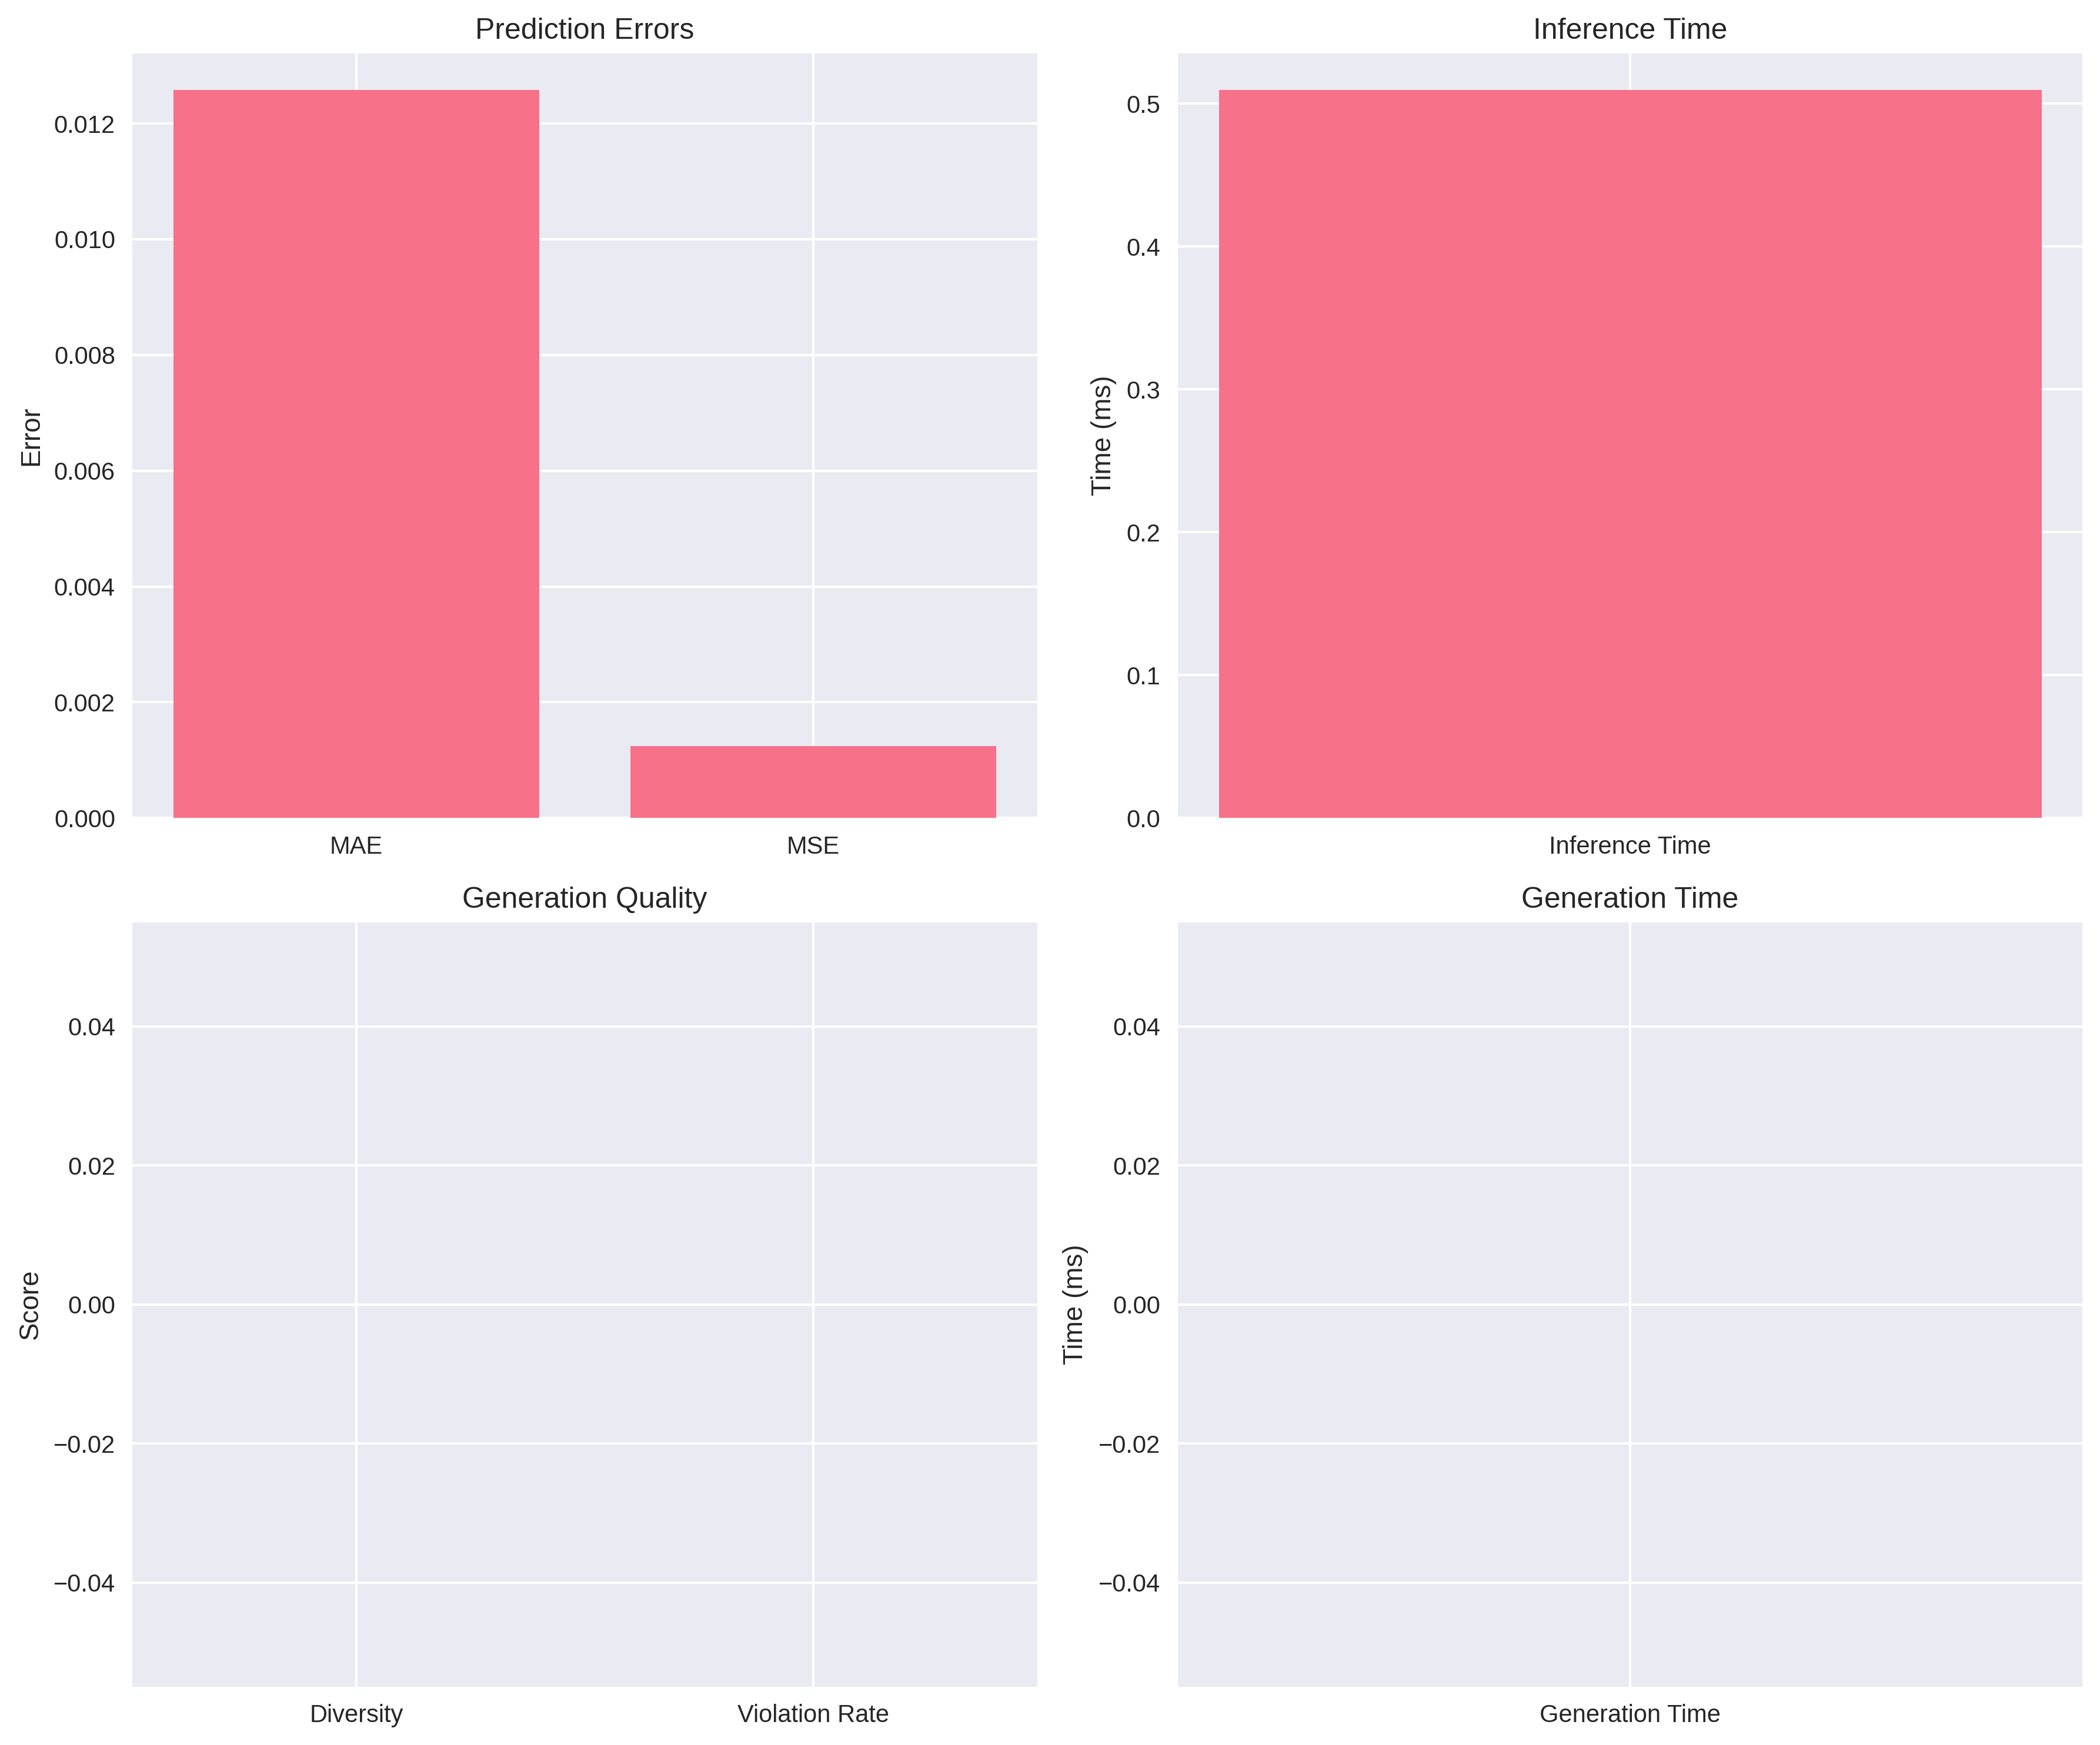 Prediction Errors
Error
0.012
0.010
0.008
0.006
0.004
0.002
0.000
MAE
MSE
Inference Time
Time (ms)
0.5
0.4
0.3
0.2
0.1
0.0
Inference Time
Generation Quality
Score
0.04
0.02
0.00
−0.02
−0.04
Diversity
Violation Rate
Generation Time
Time (ms)
0.04
0.02
0.00
−0.02
−0.04
Generation Time